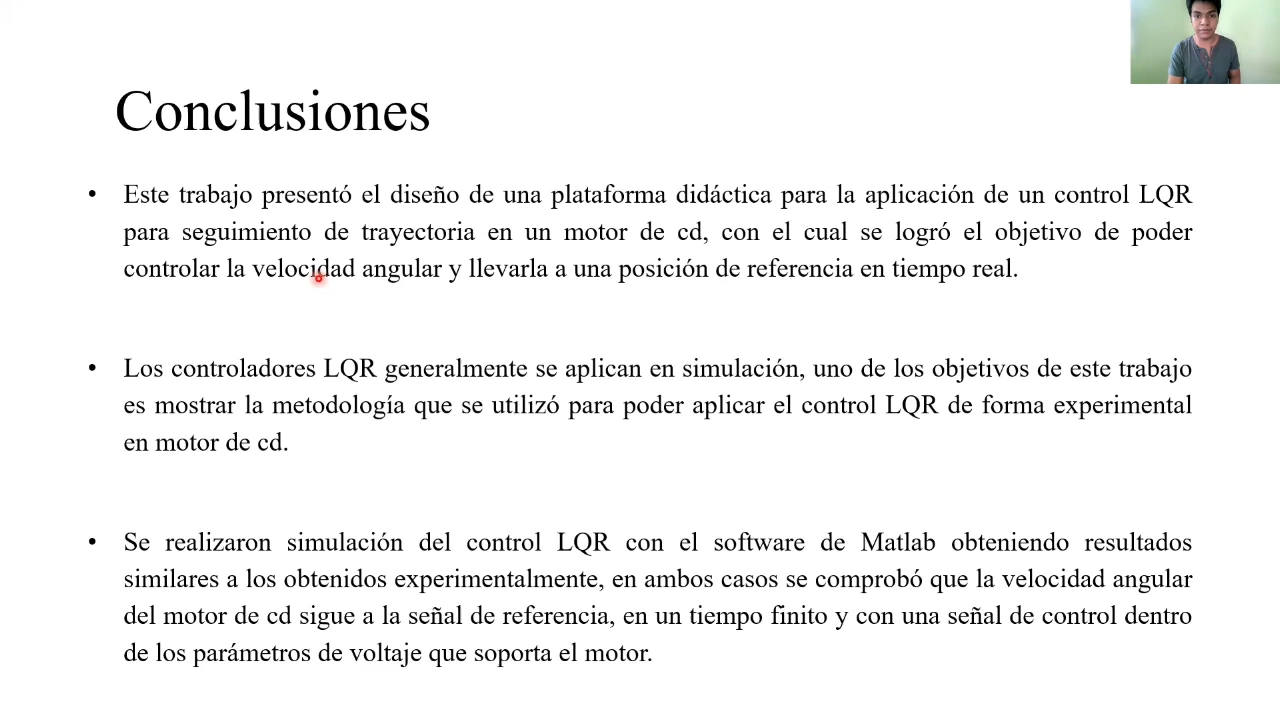 Conclusiones
• Este trabajo presentó el diseño de una plataforma didáctica para la aplicación de un control LQR
para seguimiento de trayectoria en un motor de cd, con el cual se logró el objetivo de poder
controlar la velocidad angular y llevarla a una posición de referencia en tiempo real.
• Los controladores LQR generalmente se aplican en simulación, uno de los objetivos de este trabajo
es mostrar la metodología que se utilizó para poder aplicar el control LQR de forma experimental
en motor de cd.
• Se realizaron simulación del control LQR con el software de Matlab obteniendo resultados
similares a los obtenidos experimentalmente, en ambos casos se comprobó que la velocidad angular
del motor de cd sigue a la señal de referencia, en un tiempo finito y con una señal de control dentro
de los parámetros de voltaje que soporta el motor.